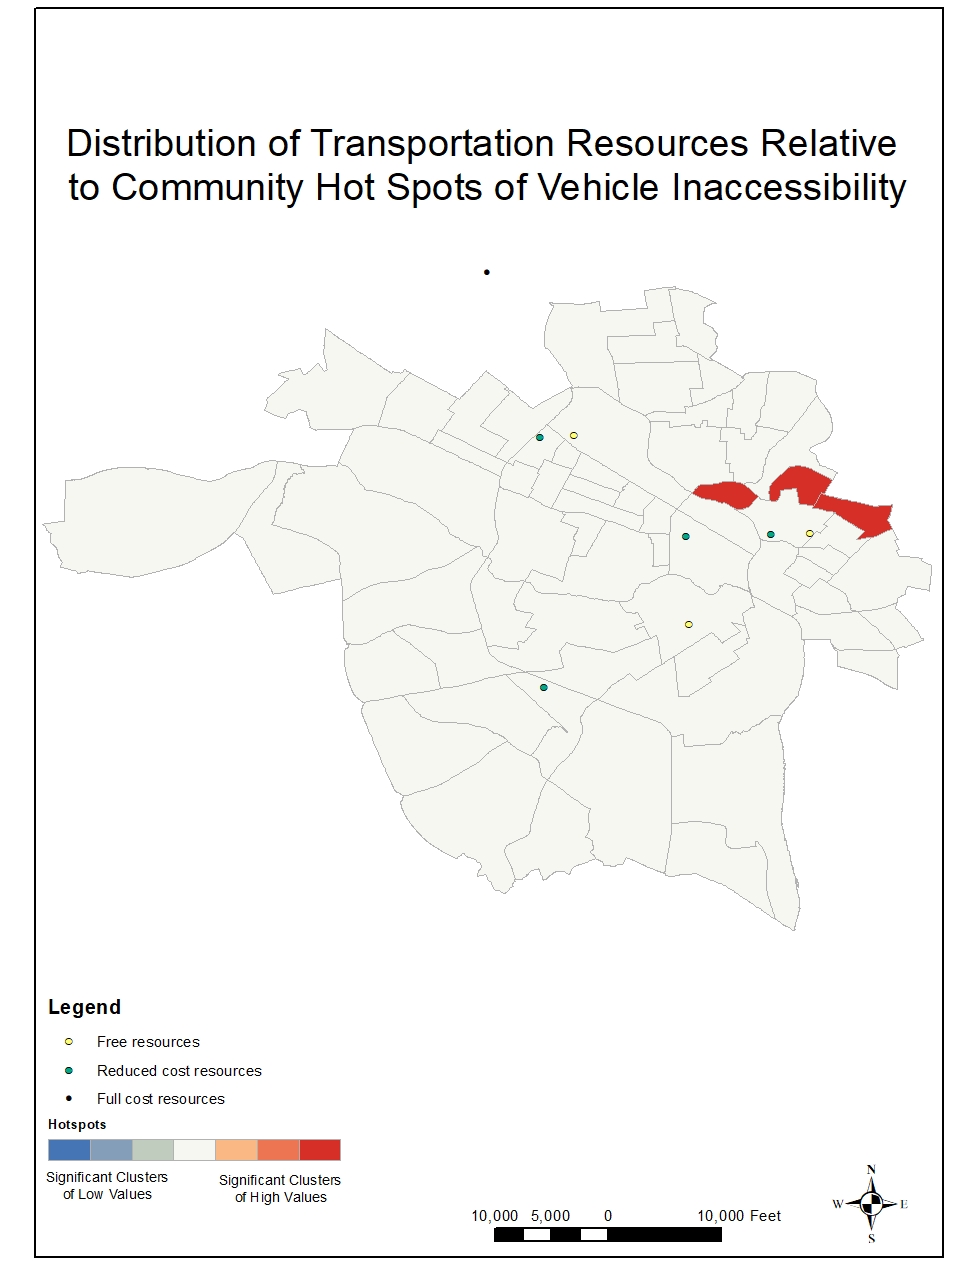 Distribution of Transportation Resources Relative
to Community Hot Spots of Vehicle Inaccessibility
Legend
Free resources
Reduced cost resources
Full cost resources
Hotspots
Significant Clusters
of Low Values
Significant Clusters
of High Values
10,000 5,000 0 10,000 Feet
N
W E
S